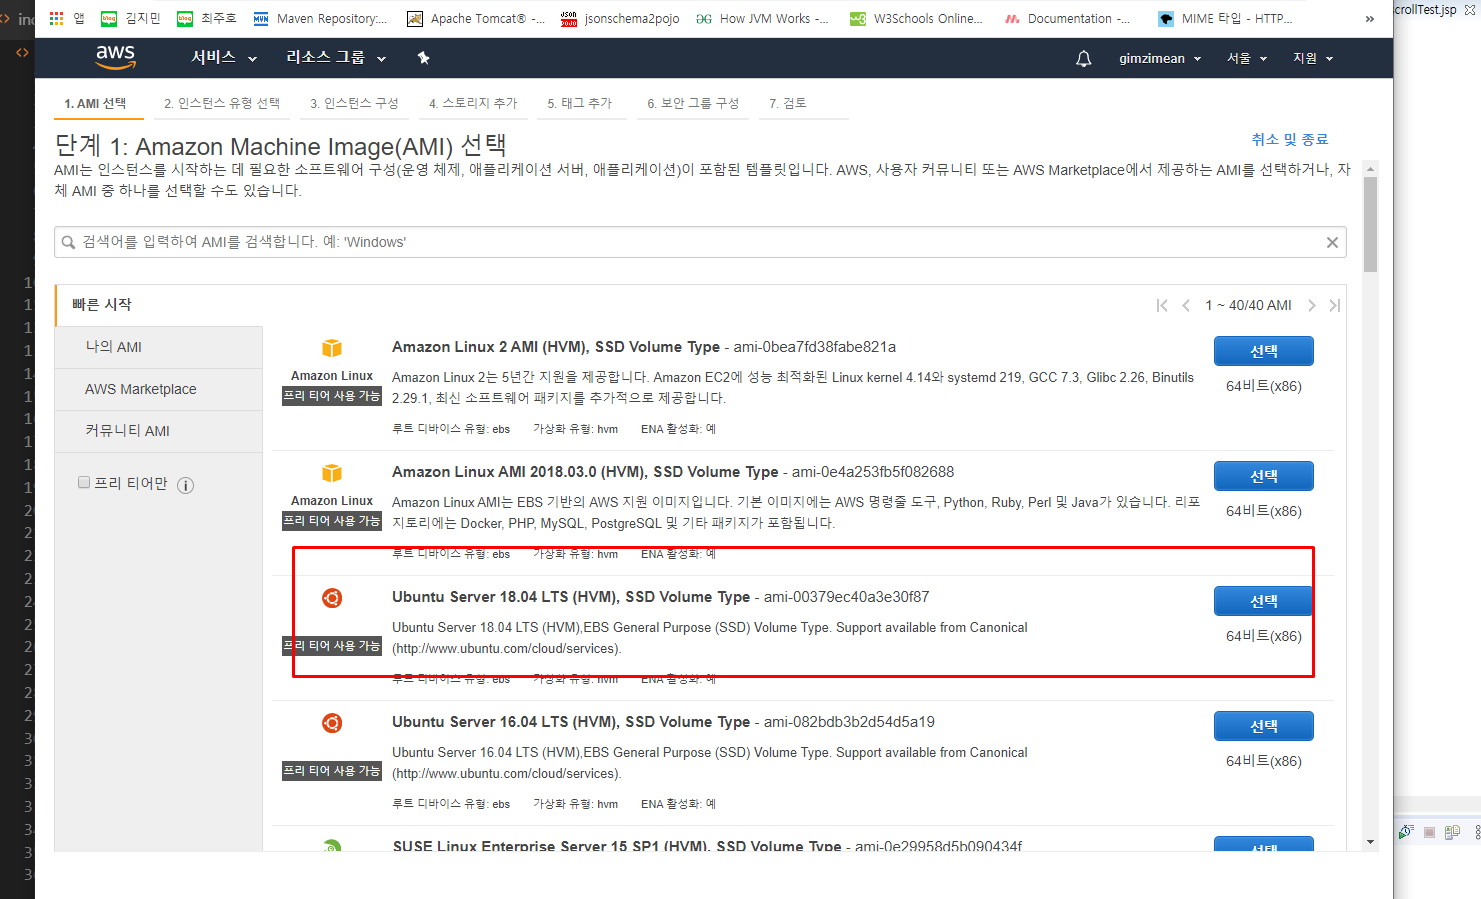 앱
김지민
최주호
Maven Repository:...
Apache Tomcat® -...
jsonschema2pojo
How JVM Works -...
W3Schools Online...
Documentation -...
MIME 타입 - HTTP...
»
scrollTest.jsp
aws
서비스
리소스 그룹
gimzimean
서울
지원
1. AMI 선택
2. 인스턴스 유형 선택
3. 인스턴스 구성
4. 스토리지 추가
5. 태그 추가
6. 보안 그룹 구성
7. 검토
단계 1: Amazon Machine Image(AMI) 선택
취소 및 종료
AMI는 인스턴스를 시작하는 데 필요한 소프트웨어 구성(운영 체제, 애플리케이션 서버, 애플리케이션)이 포함된 템플릿입니다. AWS, 사용자 커뮤니티 또는 AWS Marketplace에서 제공하는 AMI를 선택하거나, 자
체 AMI 중 하나를 선택할 수도 있습니다.
검색어를 입력하여 AMI를 검색합니다. 예: 'Windows'
빠른 시작
나의 AMI
AWS Marketplace
커뮤니티 AMI
프리 티어만
1 ~ 40/40 AMI
Amazon Linux
프리 티어 사용 가능
Amazon Linux 2 AMI (HVM), SSD Volume Type - ami-0bea7fd38fabe821a
Amazon Linux 2는 5년간 지원을 제공합니다. Amazon EC2에 성능 최적화된 Linux kernel 4.14와 systemd 219, GCC 7.3, Glibc 2.26, Binutils
2.29.1, 최신 소프트웨어 패키지를 추가적으로 제공합니다.
루트 디바이스 유형: ebs 가상화 유형: hvm ENA 활성화: 예
선택
64비트(x86)
Amazon Linux
프리 티어 사용 가능
Amazon Linux AMI 2018.03.0 (HVM), SSD Volume Type - ami-0e4a253fb5f082688
Amazon Linux AMI는 EBS 기반의 AWS 지원 이미지입니다. 기본 이미지에는 AWS 명령줄 도구, Python, Ruby, Perl 및 Java가 있습니다. 리포
지토리에는 Docker, PHP, MySQL, PostgreSQL 및 기타 패키지가 포함됩니다.
루트 디바이스 유형: ebs 가상화 유형: hvm ENA 활성화: 예
선택
64비트(x86)
프리 티어 사용 가능
Ubuntu Server 18.04 LTS (HVM), SSD Volume Type - ami-00379ec40a3e30f87
Ubuntu Server 18.04 LTS (HVM),EBS General Purpose (SSD) Volume Type. Support available from Canonical
(http://www.ubuntu.com/cloud/services).
루트 디바이스 유형: ebs 가상화 유형: hvm ENA 활성화: 예
선택
64비트(x86)
프리 티어 사용 가능
Ubuntu Server 16.04 LTS (HVM), SSD Volume Type - ami-082bdb3b2d54d5a19
Ubuntu Server 16.04 LTS (HVM),EBS General Purpose (SSD) Volume Type. Support available from Canonical
(http://www.ubuntu.com/cloud/services).
루트 디바이스 유형: ebs 가상화 유형: hvm ENA 활성화: 예
선택
64비트(x86)
SUSE Linux Enterprise Server 15 SP1 (HVM), SSD Volume Type - ami-0e29958d5b090434f
선택